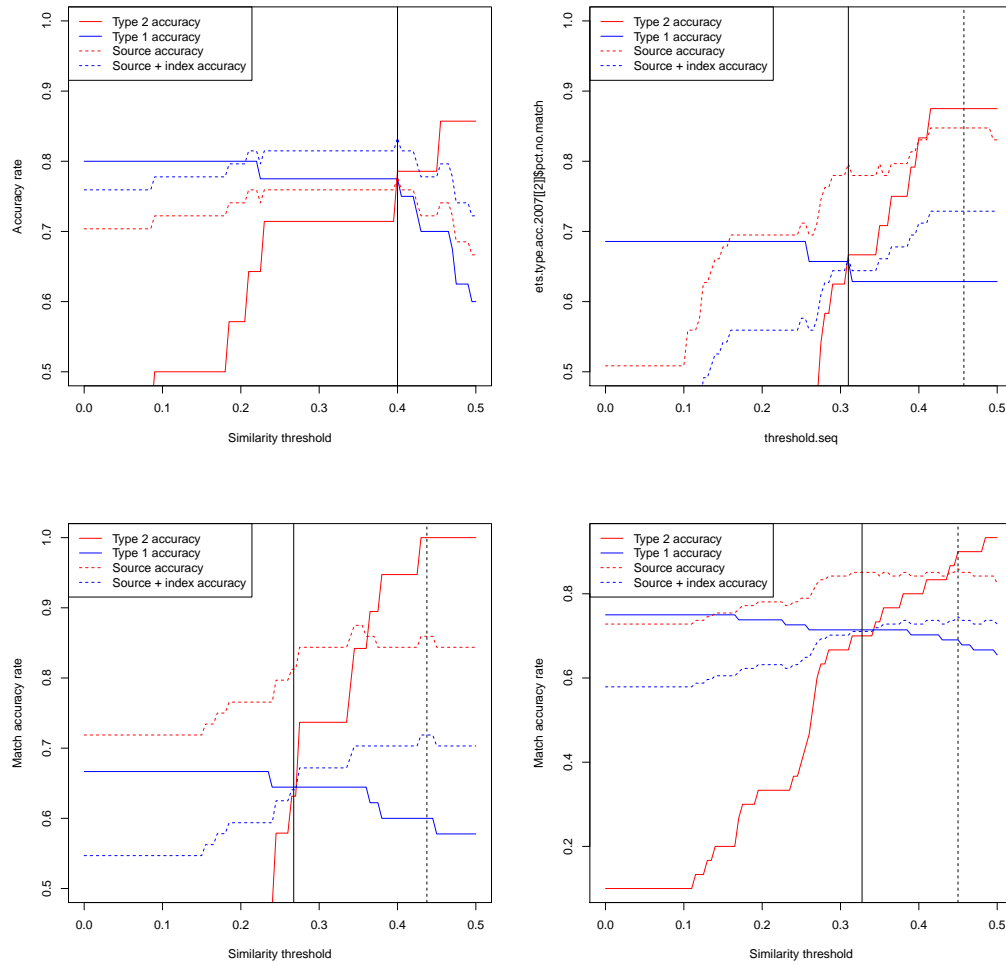 Type 2 accuracy
Type 1 accuracy
Source accuracy
Source + index accuracy
Accuracy rate
1.0
0.9
0.8
0.7
0.6
0.5
0.0 0.1 0.2 0.3 0.4 0.5
Similarity threshold
Type 2 accuracy
Type 1 accuracy
Source accuracy
Source + index accuracy
ets.type.acc.2007[[2]]$pct.no.match
1.0
0.9
0.8
0.7
0.6
0.5
0.0 0.1 0.2 0.3 0.4 0.5
threshold.seq
Type 2 accuracy
Type 1 accuracy
Source accuracy
Source + index accuracy
Match accuracy rate
1.0
0.9
0.8
0.7
0.6
0.5
0.0 0.1 0.2 0.3 0.4 0.5
Similarity threshold
Type 2 accuracy
Type 1 accuracy
Source accuracy
Source + index accuracy
Match accuracy rate
0.8
0.6
0.4
0.2
0.0 0.1 0.2 0.3 0.4 0.5
Similarity threshold